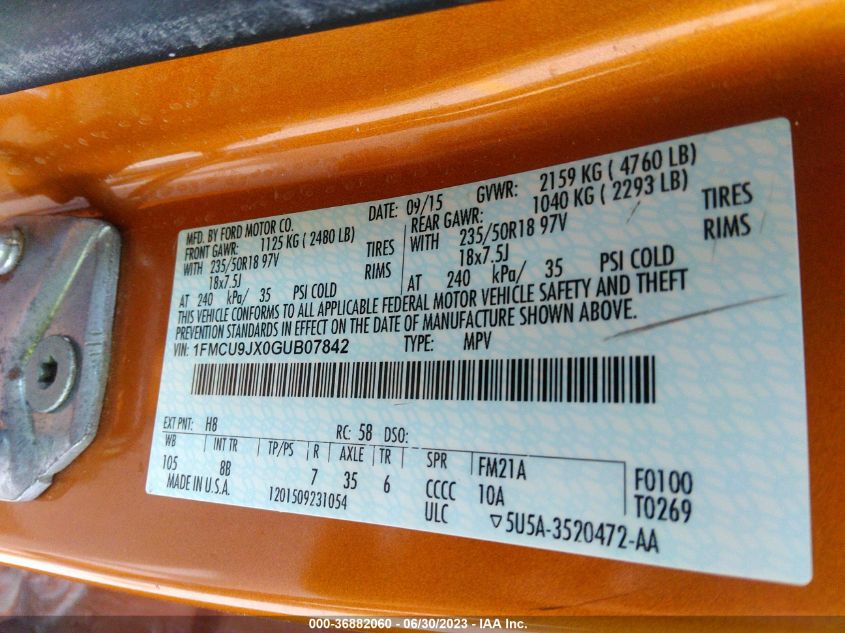 MFD. BY FORD MOTOR CO. DATE: 09/15 GVWR: 2159 KG ( 4760 LB)
FRONT GAWR: 1125 KG ( 2480 LB) REAR GAWR: 1040 KG ( 2293 LB)
WITH 235/50R18 97V TIRES WITH 235/50R18 97V TIRES
18x7.5J RIMS 18x7.5J RIMS
AT 240 kPa/ 35 PSI COLD AT 240 kPa/ 35 PSI COLD
THIS VEHICLE CONFORMS TO ALL APPLICABLE FEDERAL MOTOR VEHICLE SAFETY AND THEFT
PREVENTION STANDARDS IN EFFECT ON THE DATE OF MANUFACTURE SHOWN ABOVE.
VIN: 1FMCU9JX0GUB07842 TYPE: MPV
EXT PNT: H8 RC: 58 DSO:
WB INT TR TP/PS R AXLE TR SPR FM21A F0100
105 8B 7 35 6 CCCC 10A T0269
MADE IN U.S.A. 1201509231054 ULC ▽5U5A-3520472-AA
000-36882060 - 06/30/2023 - IAA Inc.